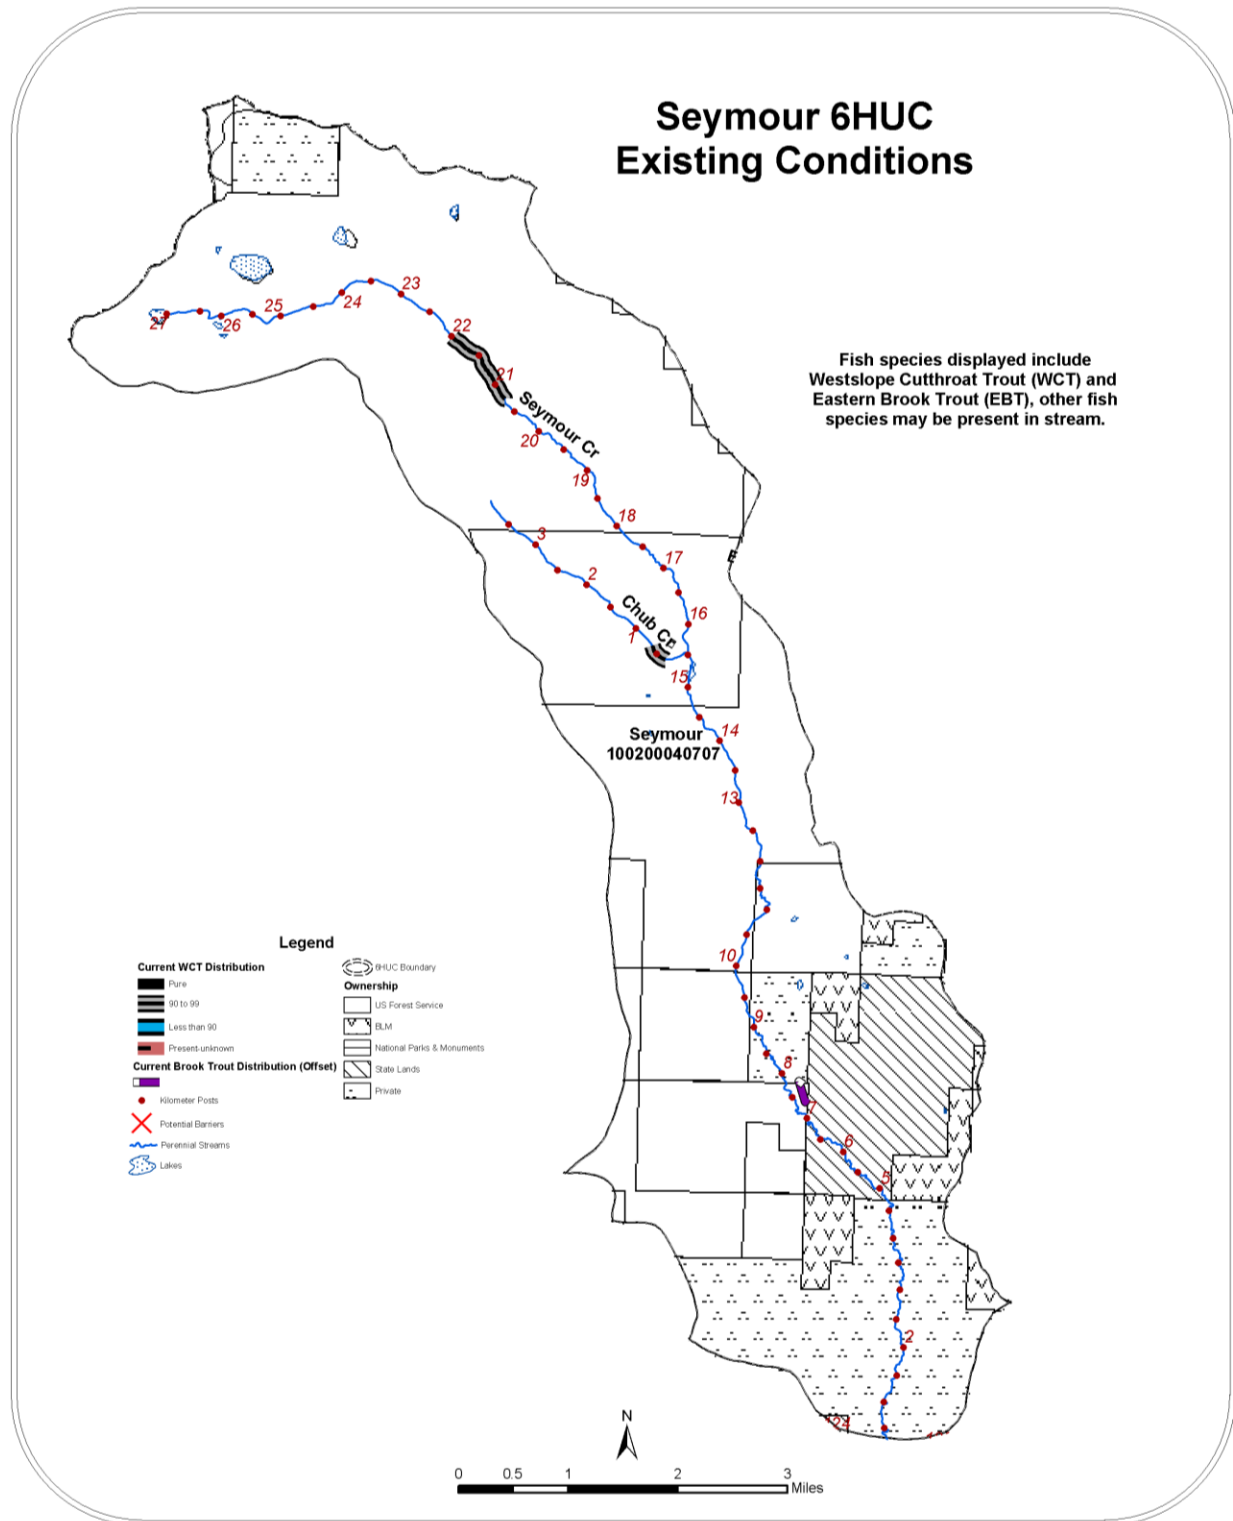 Seymour 6HUC
Existing Conditions
Fish species displayed include
Westslope Cutthroat Trout (WCT) and
Eastern Brook Trout (EBT), other fish
species may be present in stream.
23
24
25
26
27
22
21
Seymour Cr
20
19
18
3
17
2
16
Chub Cr
1
15
14
Seymour
100200040707
13
10
9
8
7
6
5
2
124
Legend
Current WCT Distribution
Pure
90 to 99
Less than 90
Present-unknown
Current Brook Trout Distribution (Offset)
Kilometer Posts
Potential Barriers
Perennial Streams
Lakes
6HUC Boundary
Ownership
US Forest Service
BLM
National Parks & Monuments
State Lands
Private
N
0 0.5 1 2 3
Miles